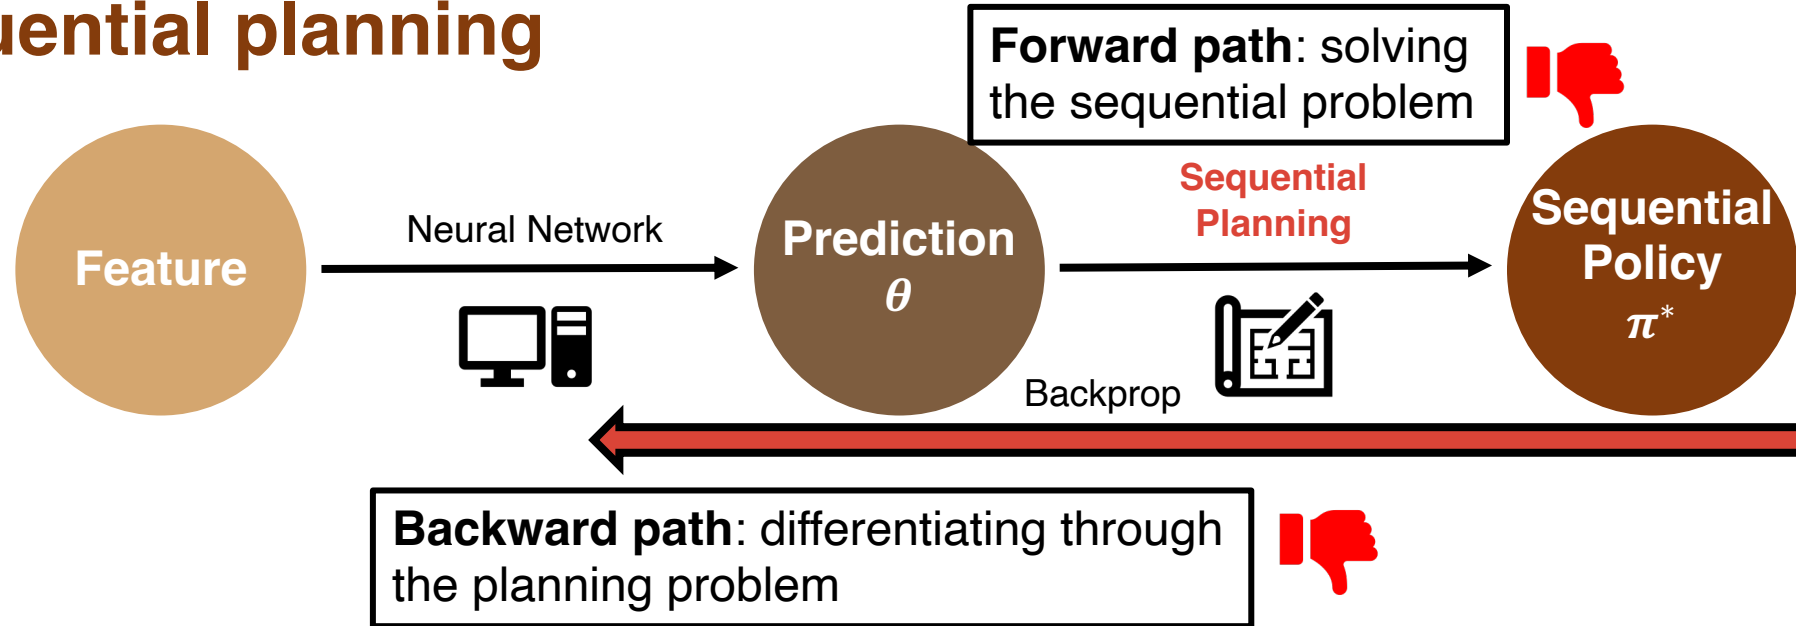 uential planning
Forward path: solving
the sequential problem
Feature
Neural Network
Prediction
θ
Sequential
Planning
Sequential
Policy
π*
Backprop
Backward path: differentiating through
the planning problem